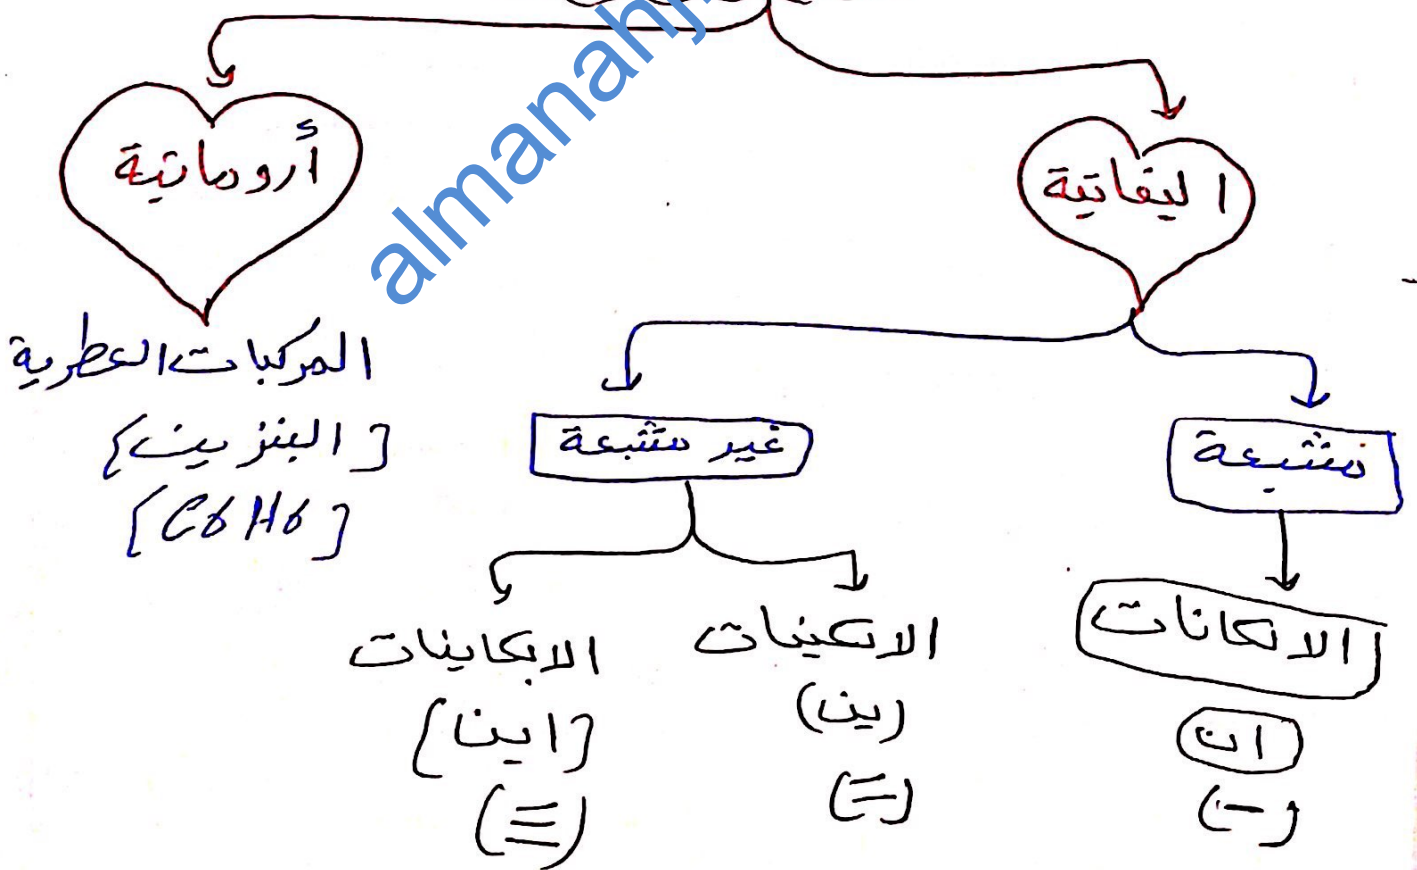 almanahj
أروماتية
اليفاتية
المركبات العطرية
[البنزين]
[C6H6]
غير مشبعة
مشبعة
الالكاينات
[اين]
(≡)
الالكينات
(ين)
(=)
الالكانات
ان
(-)